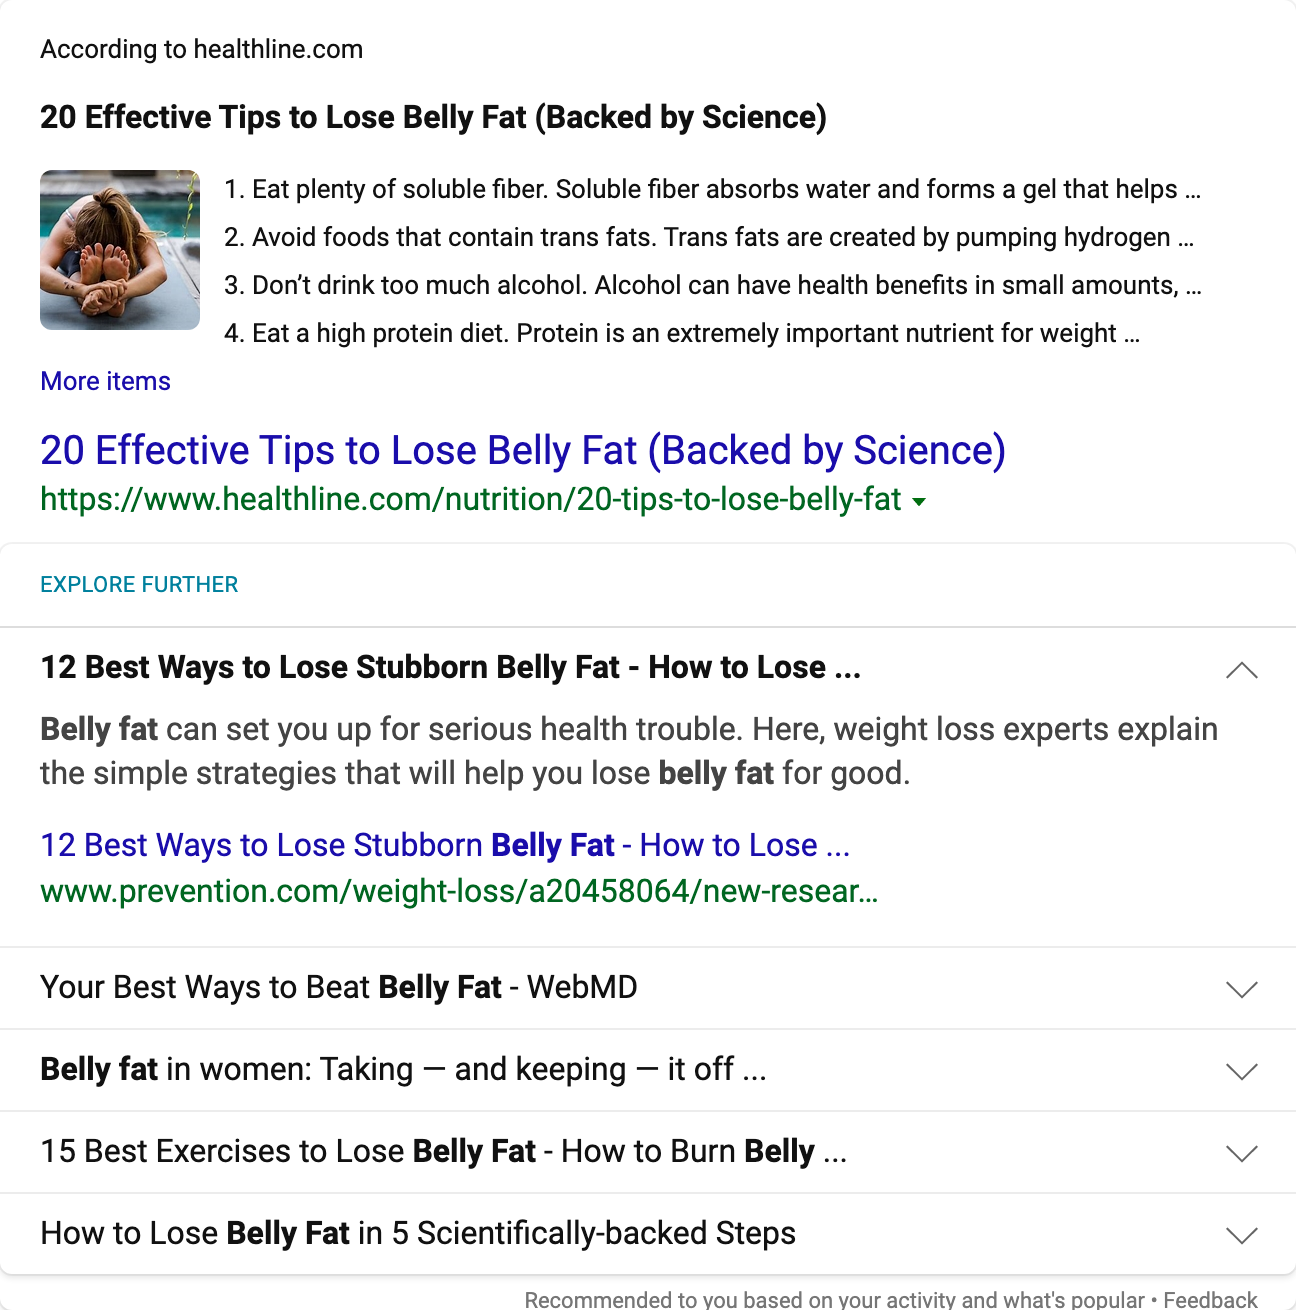 According to healthline.com
20 Effective Tips to Lose Belly Fat (Backed by Science)
1. Eat plenty of soluble fiber. Soluble fiber absorbs water and forms a gel that helps ...
2. Avoid foods that contain trans fats. Trans fats are created by pumping hydrogen ...
3. Don’t drink too much alcohol. Alcohol can have health benefits in small amounts, ...
4. Eat a high protein diet. Protein is an extremely important nutrient for weight ...
More items
20 Effective Tips to Lose Belly Fat (Backed by Science)
https://www.healthline.com/nutrition/20-tips-to-lose-belly-fat
EXPLORE FURTHER
12 Best Ways to Lose Stubborn Belly Fat - How to Lose ...
Belly fat can set you up for serious health trouble. Here, weight loss experts explain
the simple strategies that will help you lose belly fat for good.
12 Best Ways to Lose Stubborn Belly Fat - How to Lose ...
www.prevention.com/weight-loss/a20458064/new-resear...
Your Best Ways to Beat Belly Fat - WebMD
Belly fat in women: Taking — and keeping — it off ...
15 Best Exercises to Lose Belly Fat - How to Burn Belly ...
How to Lose Belly Fat in 5 Scientifically-backed Steps
Recommended to you based on your activity and what's popular • Feedback